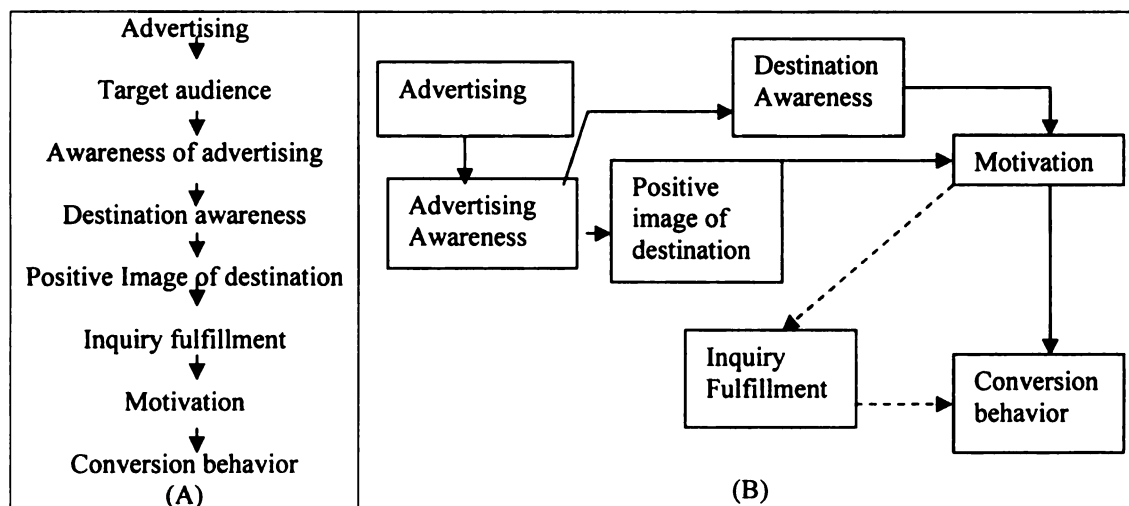 Advertising
Target audience
Awareness of advertising
Destination awareness
Positive Image of destination
Inquiry fulfillment
Motivation
Conversion behavior
(A)
Advertising
Advertising
Awareness
Destination
Awareness
Positive
image of
destination
Motivation
Inquiry
Fulfillment
Conversion
behavior
(B)